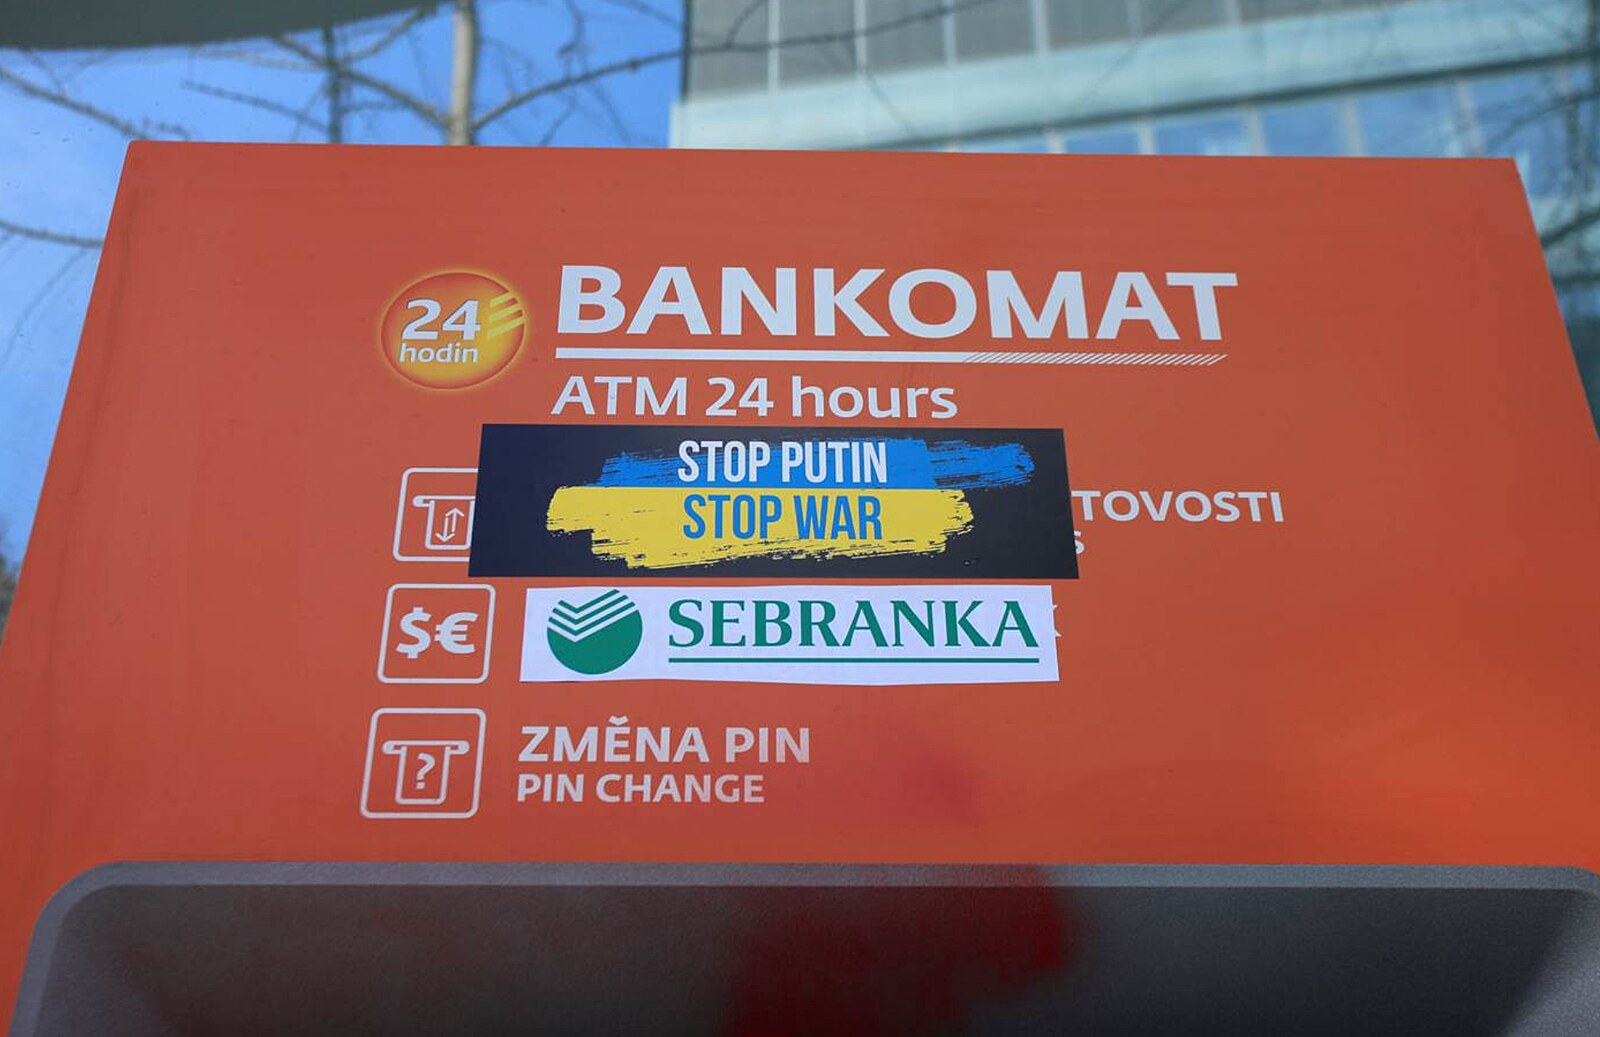 24
hodin
BANKOMAT
ATM 24 hours
STOP PUTIN
STOP WAR
TOVOSTI
$€
SEBRANKA
ZMĚNA PIN
PIN CHANGE
?